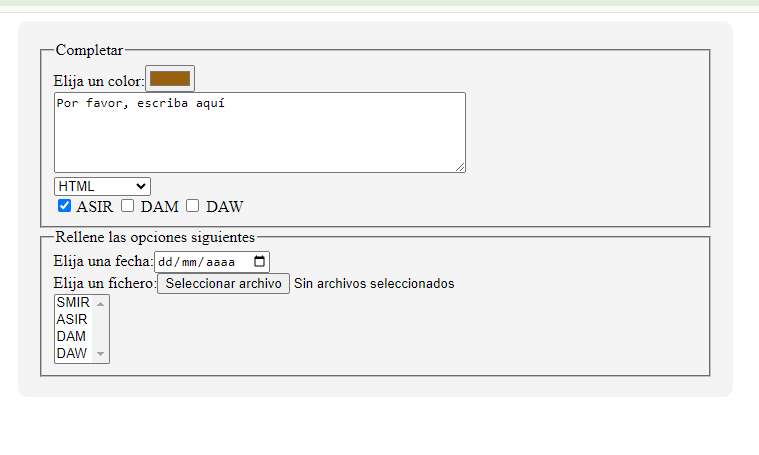 Completar
Elija un color:
Por favor, escriba aquí
HTML
ASIR DAM DAW
Rellene las opciones siguientes
Elija una fecha: dd/mm/aaaa
Elija un fichero: Seleccionar archivo Sin archivos seleccionados
SMIR
ASIR
DAM
DAW